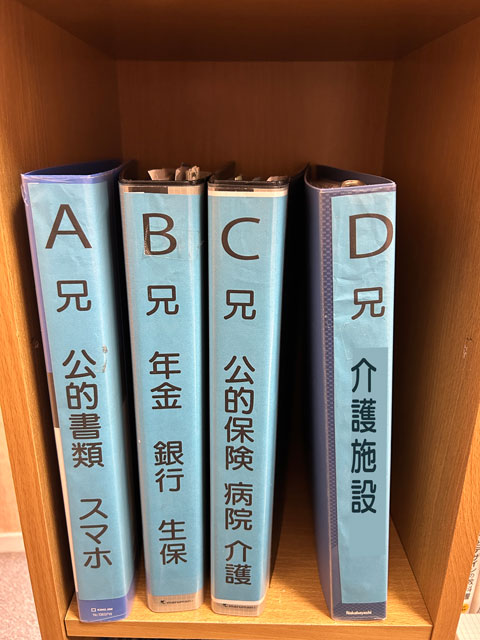 A
兄
公的書類
スマホ
B
兄
年金
銀行
生保
C
兄
公的保険
病院
介護
D
兄
介護施設
Nakabayashi